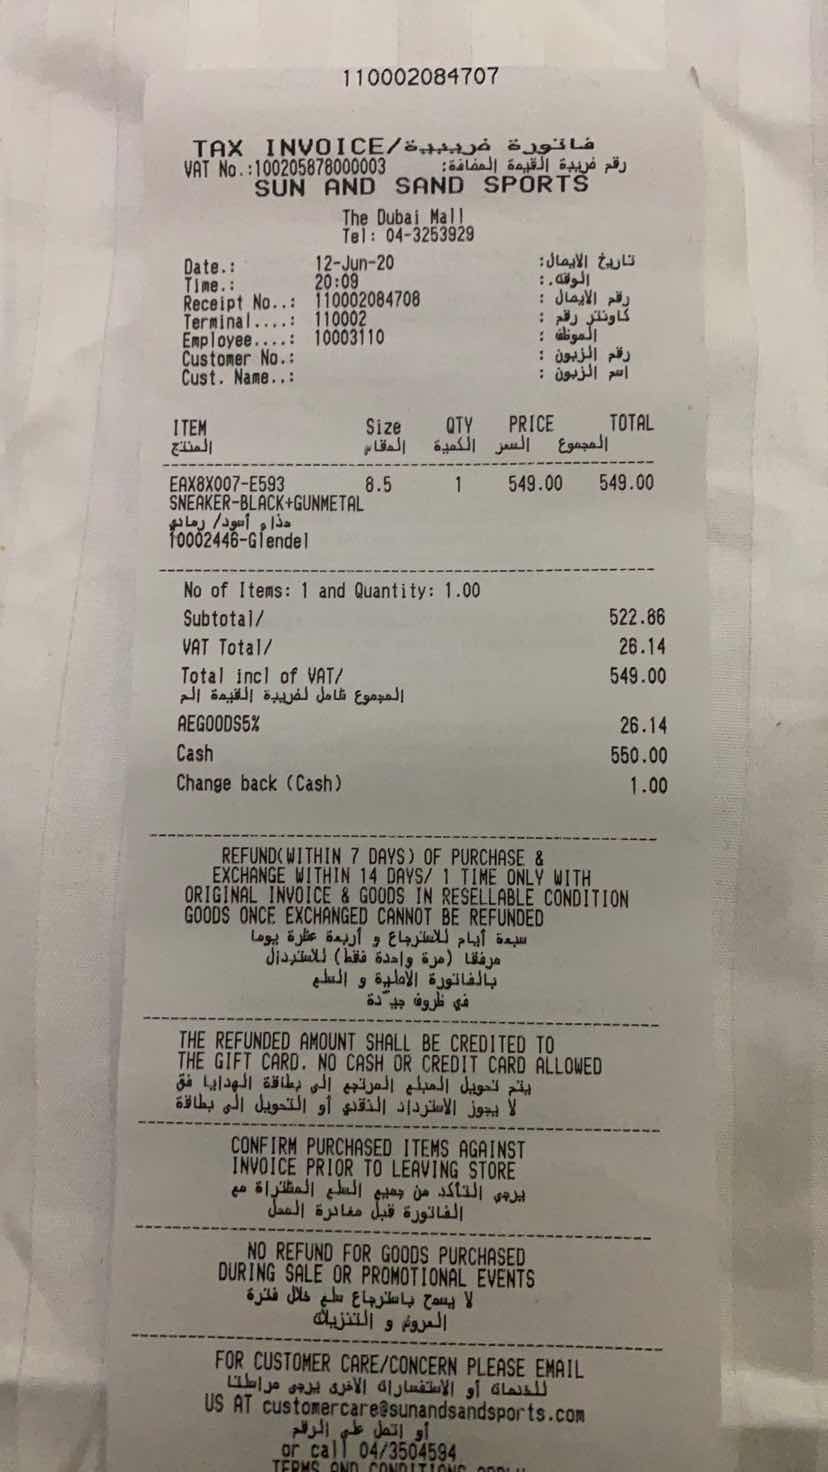 110002084707
TAX INVOICE/فاتورة ضريبية
VAT No.:100205878000003 رقم ضريبة القيمة المضافة:
SUN AND SAND SPORTS
The Dubai Mall
Tel: 04-3253929
Date.: 12-Jun-20 تاريخ الايصال:
Time.: 20:09 الوقت.:
Receipt No..: 110002084708 رقم الايصال :
Terminal....: 110002 كاونتر رقم :
Employee....: 10003110 الموظف :
Customer No.: رقم الزبون :
Cust. Name..: اسم الزبون :
ITEM Size QTY PRICE TOTAL
المنتج المقاس الكمية السعر المجموع
EAX8X007-E593 8.5 1 549.00 549.00
SNEAKER-BLACK+GUNMETAL
حذاء أسود/ رمادي
10002446-Glendel
No of Items: 1 and Quantity: 1.00
Subtotal/ 522.86
VAT Total/ 26.14
Total incl of VAT/ 549.00
المجموع شامل لضريبة القيمة الم
AEGOODS5% 26.14
Cash 550.00
Change back (Cash) 1.00
REFUND(WITHIN 7 DAYS) OF PURCHASE &
EXCHANGE WITHIN 14 DAYS/ 1 TIME ONLY WITH
ORIGINAL INVOICE & GOODS IN RESELLABLE CONDITION
GOODS ONCE EXCHANGED CANNOT BE REFUNDED
سبعة أيام للاسترجاع و أربعة عشرة يوما
مرفقا (مرة واحدة فقط) للاستبدال
بالفاتورة الاصلية و السلع
في ظروف جيّدة
THE REFUNDED AMOUNT SHALL BE CREDITED TO
THE GIFT CARD. NO CASH OR CREDIT CARD ALLOWED
يتم تحويل المبلغ المرتجع الى بطاقة الهدايا فق
لا يجوز الاسترداد النقدي أو التحويل الى بطاقة
CONFIRM PURCHASED ITEMS AGAINST
INVOICE PRIOR TO LEAVING STORE
يرجى التأكد من جميع السلع المشتراة مع
الفاتورة قبل مغادرة المحل
NO REFUND FOR GOODS PURCHASED
DURING SALE OR PROMOTIONAL EVENTS
لا يسمح باسترجاع سلع خلال فترة
العروض و التنزيلات
FOR CUSTOMER CARE/CONCERN PLEASE EMAIL
للخدمات أو الاستفسارات الأخرى يرجى مراسلتنا
US AT customercare@sunandsandsports.com
أو اتصل على الرقم
or call 04/3504594
TERMS AND CONDITIONS APPLY